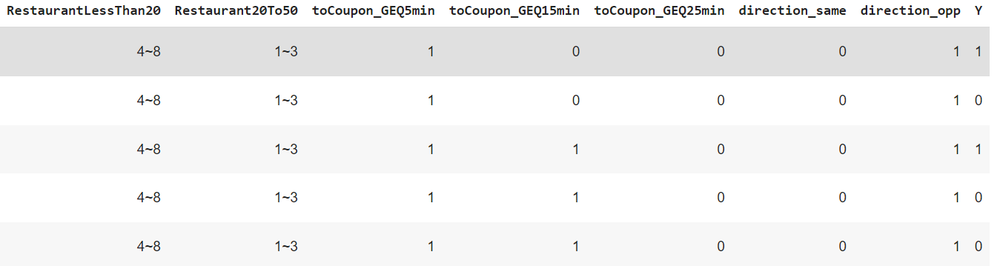 RestaurantLessThan20 Restaurant20To50 toCoupon_GEQ5min toCoupon_GEQ15min toCoupon_GEQ25min direction_same direction_opp Y
4~8 1~3 1 0 0 0 1 1
4~8 1~3 1 0 0 0 1 0
4~8 1~3 1 1 0 0 1 1
4~8 1~3 1 1 0 0 1 0
4~8 1~3 1 1 0 0 1 0